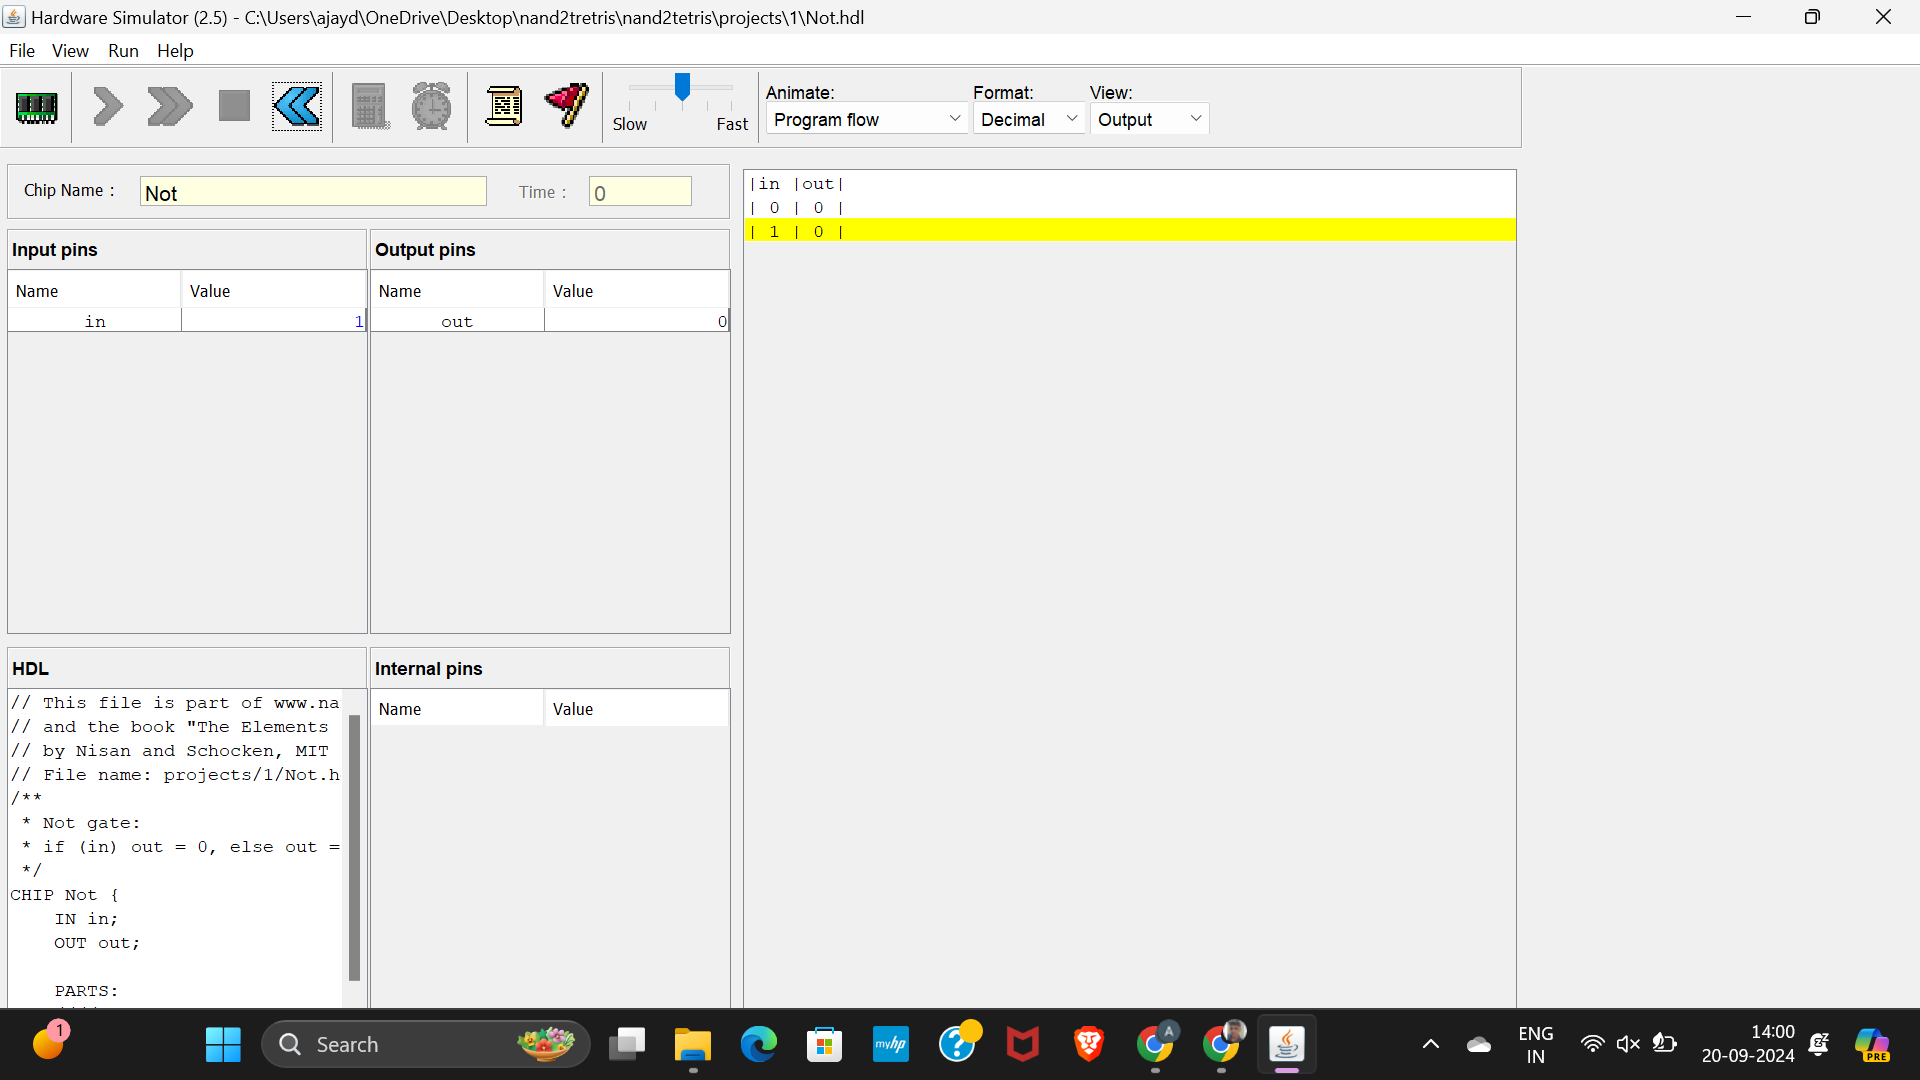 Hardware Simulator (2.5) - C:\Users\ajayd\OneDrive\Desktop\nand2tretris\nand2tetris\projects\1\Not.hdl
File View Run Help
Slow Fast
Animate: Format: View:
Program flow Decimal Output
Chip Name : Not Time : 0
Input pins Output pins
Name Value Name Value
in 1 out 0
|in |out|
| 0 | 0 |
| 1 | 0 |
HDL Internal pins
Name Value
// This file is part of www.na
// and the book "The Elements
// by Nisan and Schocken, MIT
// File name: projects/1/Not.h
/**
* Not gate:
* if (in) out = 0, else out =
*/
CHIP Not {
IN in;
OUT out;
PARTS:
1
Search
myhp
?
A
ENG
IN
14:00
20-09-2024
PRE